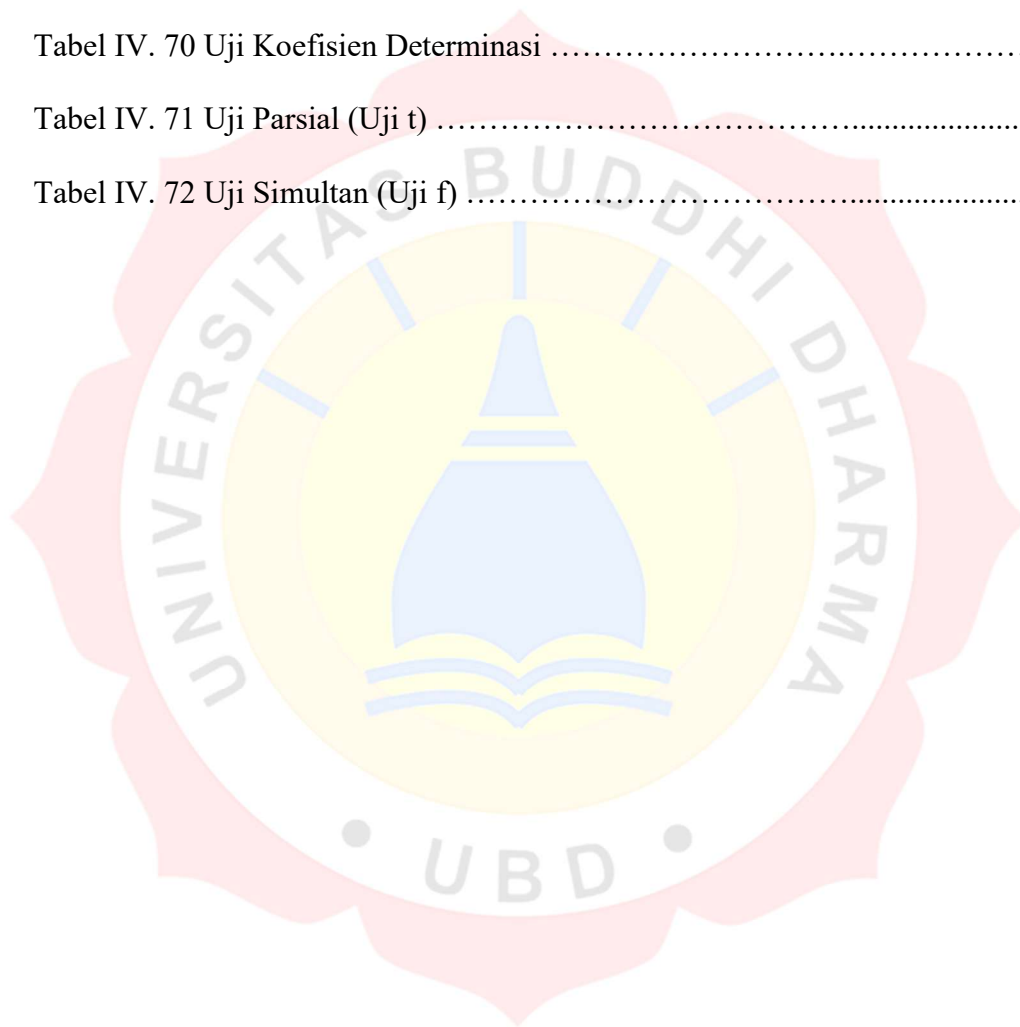 Tabel IV. 70 Uji Koefisien Determinasi ……………………………………………….
Tabel IV. 71 Uji Parsial (Uji t) …………………………………………......................
Tabel IV. 72 Uji Simultan (Uji f) ………………………………………......................
UNIVERSITAS BUDDHI DHARMA
• UBD •